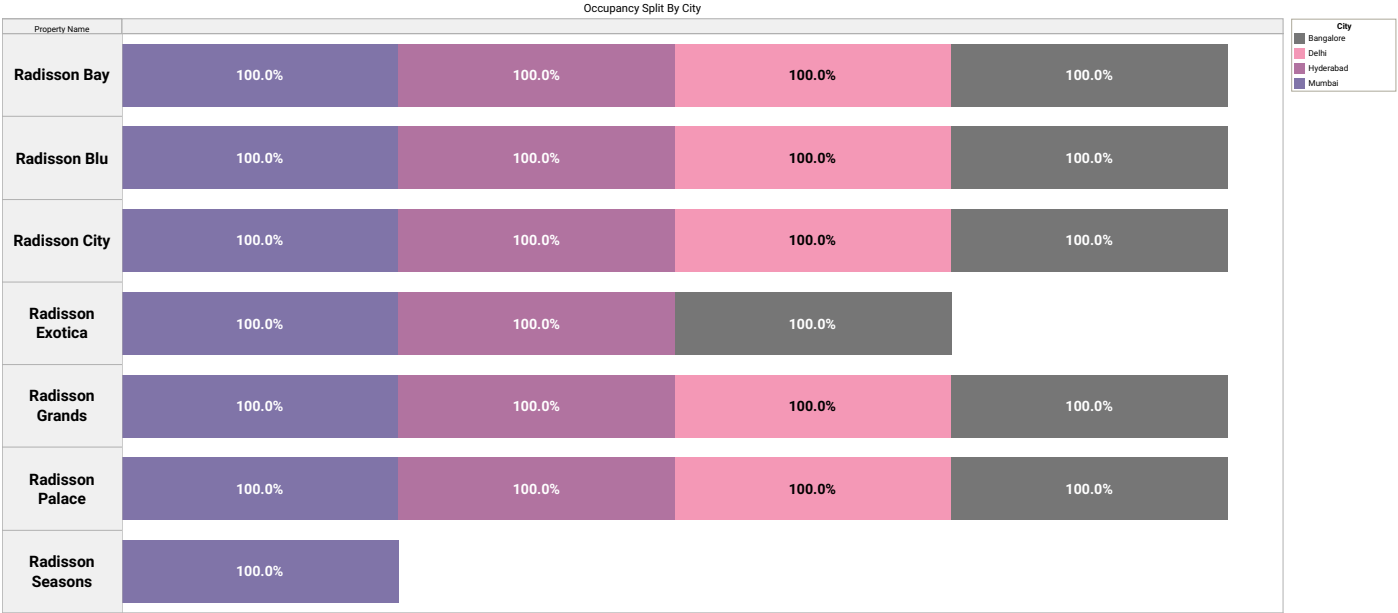 Occupancy Split By City
Property Name
Radisson Bay
100.0% 100.0% 100.0% 100.0%
Radisson Blu
100.0% 100.0% 100.0% 100.0%
Radisson City
100.0% 100.0% 100.0% 100.0%
Radisson
Exotica
100.0% 100.0% 100.0%
Radisson
Grands
100.0% 100.0% 100.0% 100.0%
Radisson
Palace
100.0% 100.0% 100.0% 100.0%
Radisson
Seasons
100.0%
City
Bangalore
Delhi
Hyderabad
Mumbai